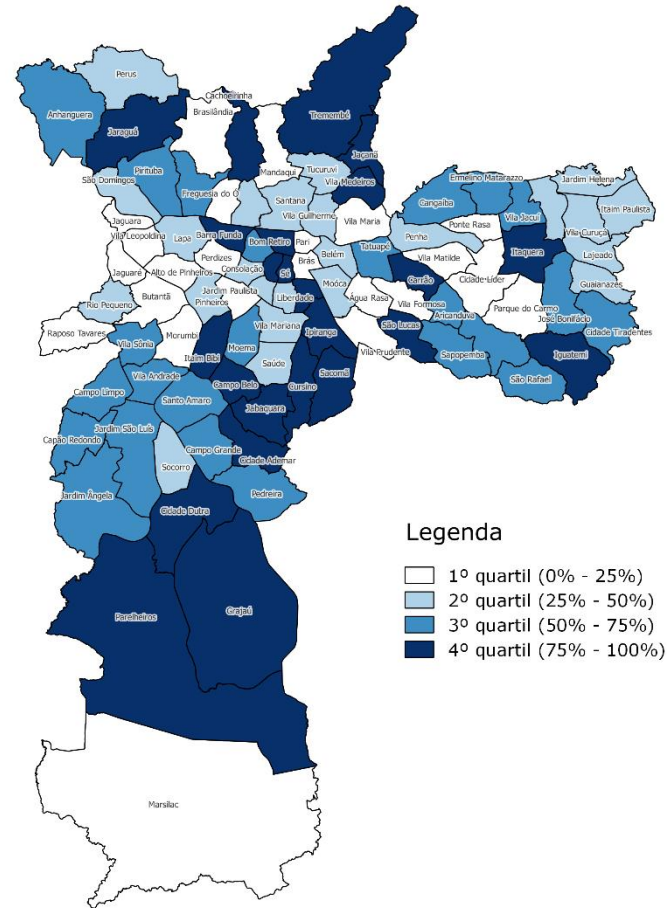 Perus
Cachoeirinha
Anhanguera
Brasilândia
Tremembé
Jaraguá
Jaçanã
Pirituba
Mandaqui
Tucuruvi
São Domingos
Vila Medeiros
Freguesia do Ó
Santana
Ermelino Matarazzo
Jardim Helena
Cangaíba
Itaim Paulista
Jaguara
Vila Guilherme
Vila Maria
Ponte Rasa
Vila Jacuí
Vila Leopoldina
Barra Funda
Vila Curuçá
Lapa
Bom Retiro
Pari
Belém
Tatuapé
Penha
Itaquera
Perdizes
Brás
Vila Matilde
Lajeado
Jaguaré
Alto de Pinheiros
Consolação
Sé
Carrão
Cidade Líder
Guaianazes
Rio Pequeno
Butantã
Jardim Paulista
Pinheiros
Liberdade
Moóca
Água Rasa
Vila Formosa
Parque do Carmo
Aricanduva
José Bonifácio
Raposo Tavares
Morumbi
Vila Mariana
Ipiranga
São Lucas
Cidade Tiradentes
Vila Sônia
Itaim Bibi
Moema
Vila Prudente
Sapopemba
Iguatemi
Saúde
Sacomã
São Rafael
Vila Andrade
Campo Limpo
Campo Belo
Cursino
Santo Amaro
Jabaquara
Jardim São Luís
Capão Redondo
Campo Grande
Cidade Ademar
Socorro
Jardim Ângela
Pedreira
Cidade Dutra
Legenda
1º quartil (0% - 25%)
2º quartil (25% - 50%)
3º quartil (50% - 75%)
4º quartil (75% - 100%)
Parelheiros
Grajaú
Marsilac